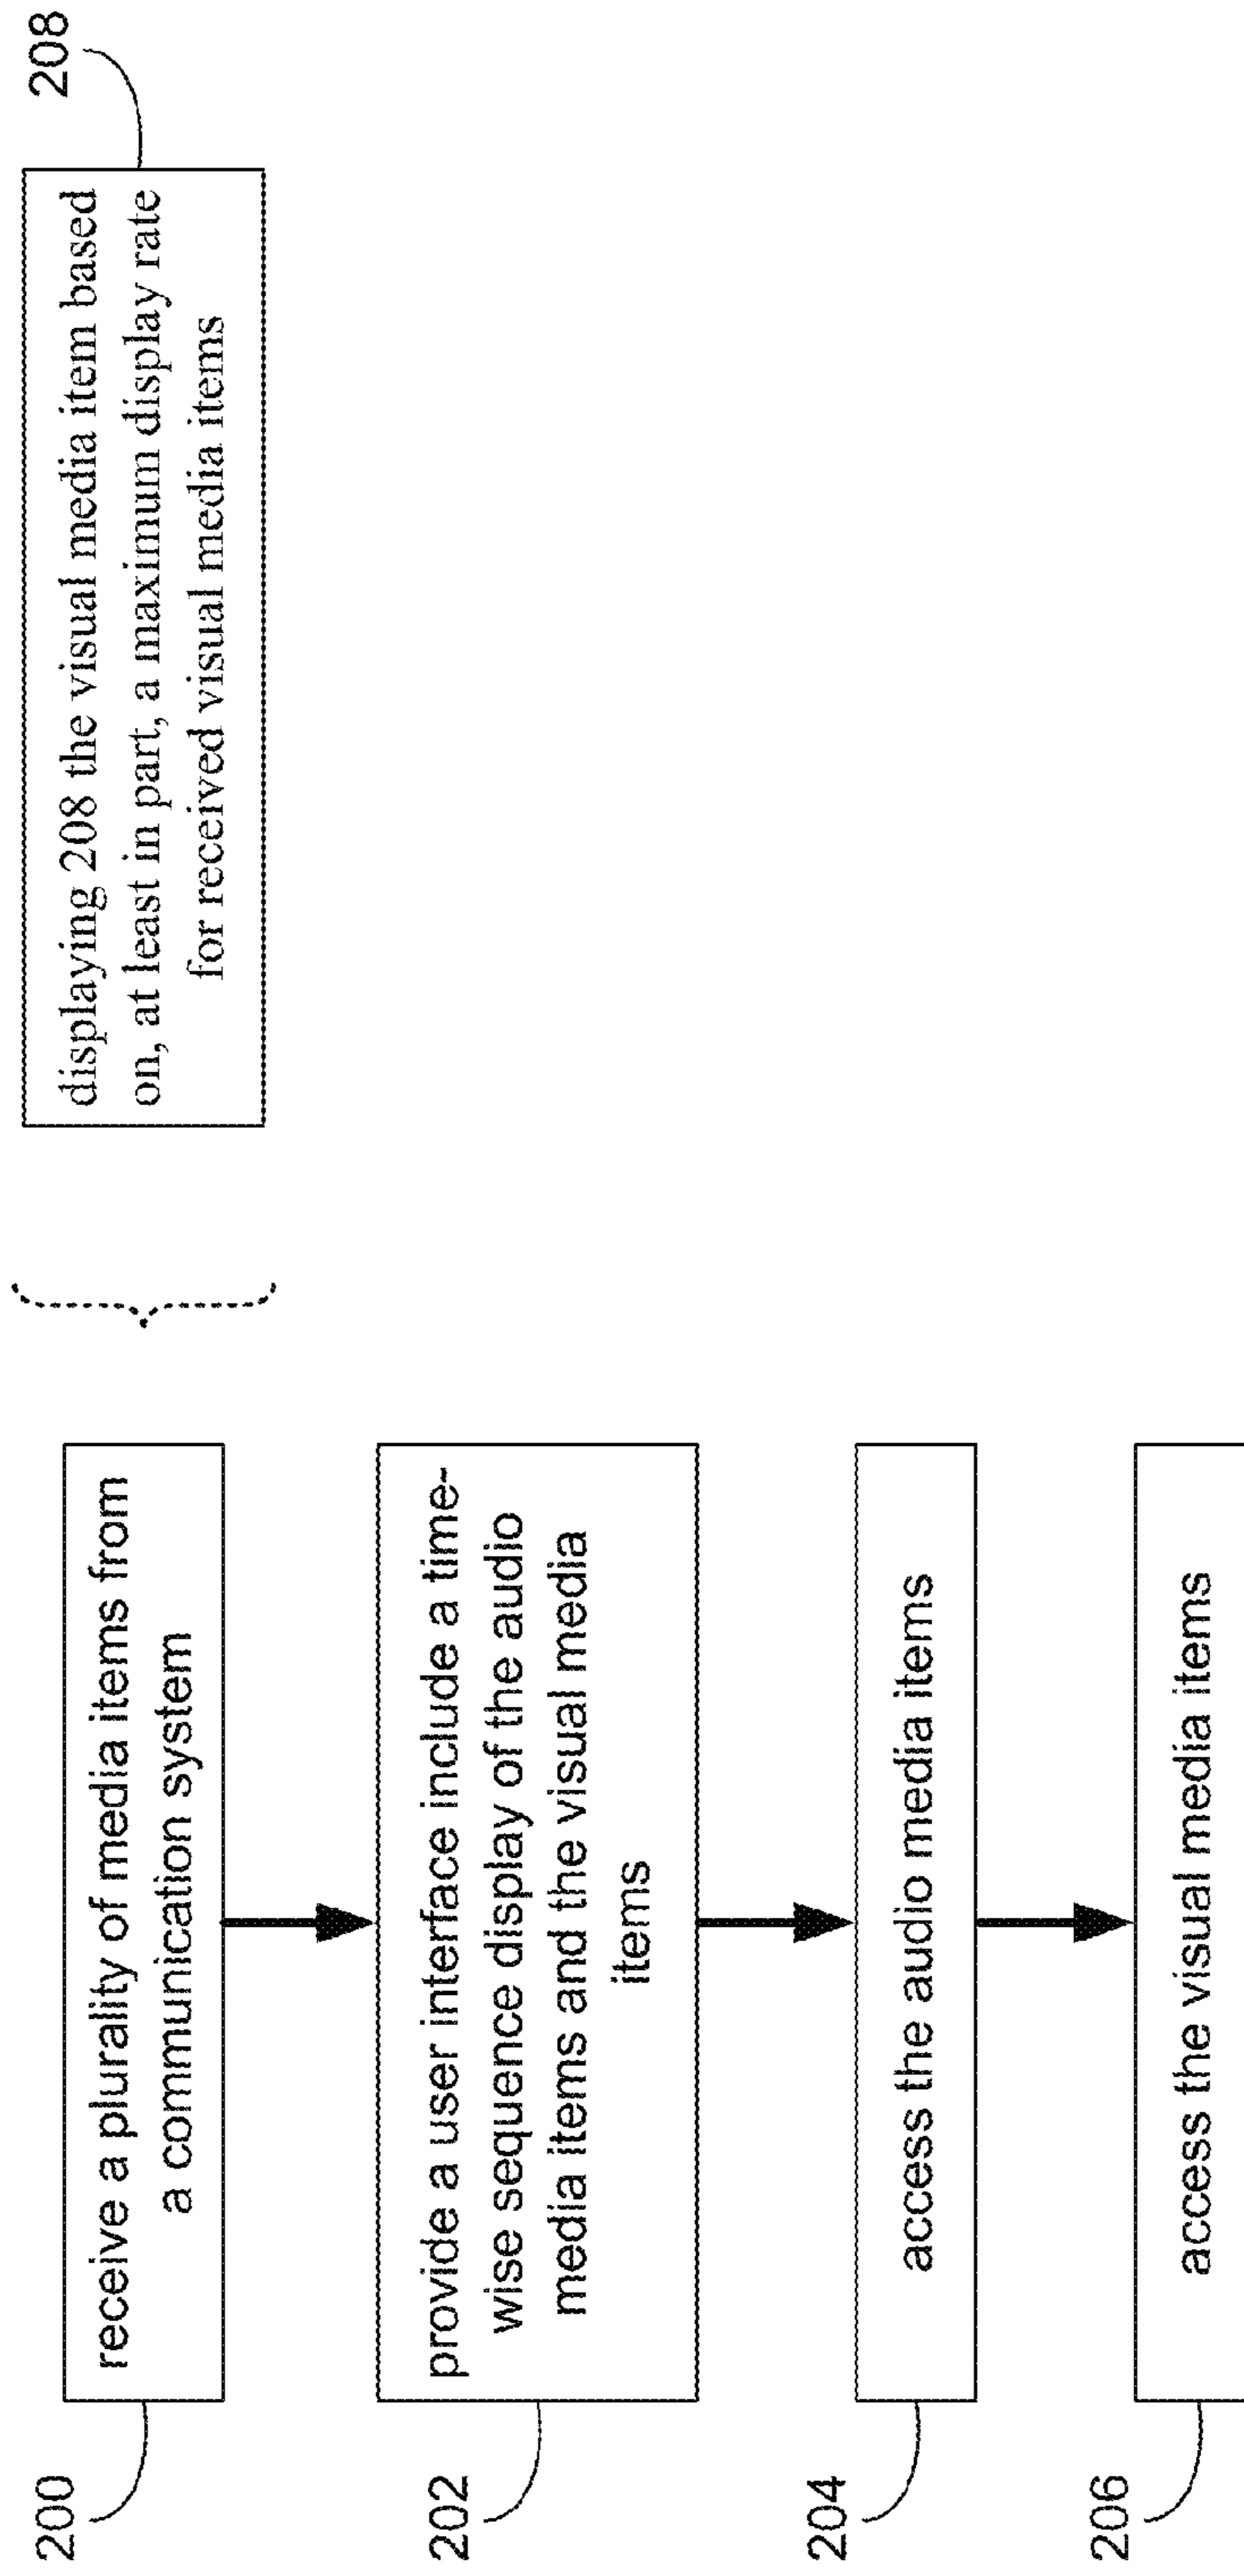 200
receive a plurality of media items from
a communication system
208
displaying 208 the visual media item based
on, at least in part, a maximum display rate
for received visual media items
202
provide a user interface include a time-
wise sequence display of the audio
media items and the visual media
items
204
access the audio media items
206
access the visual media items